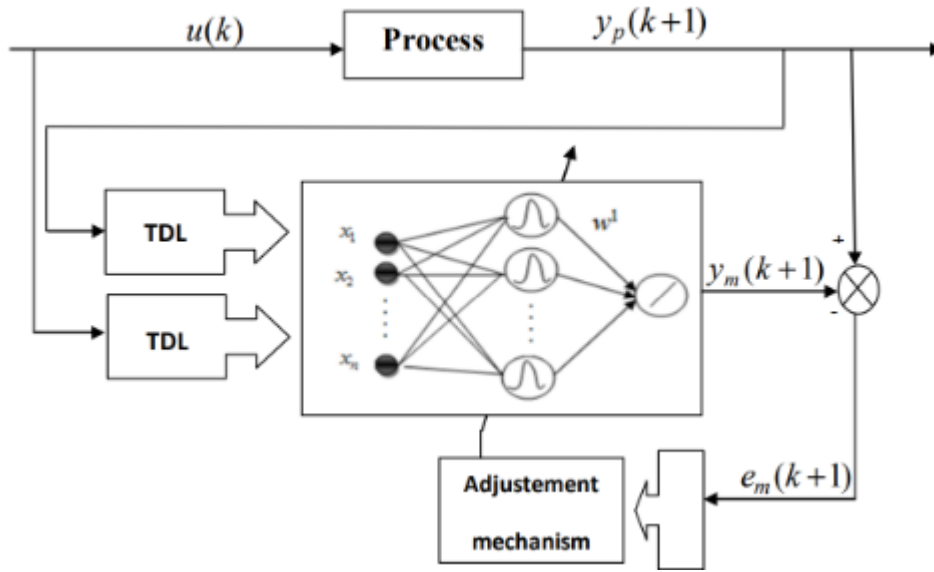 u(k)
Process
y_p(k+1)
TDL
TDL
x_1
x_2
x_n
w^1
y_m(k+1)
+
-
e_m(k+1)
Adjustement
mechanism